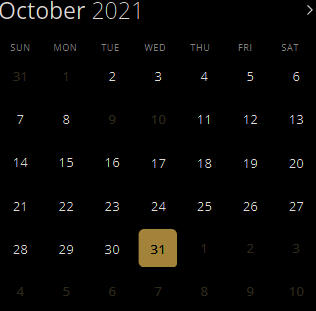 October 2021
SUN MON TUE WED THU FRI SAT
31 1 2 3 4 5 6
7 8 9 10 11 12 13
14 15 16 17 18 19 20
21 22 23 24 25 26 27
28 29 30 31 1 2 3
4 5 6 7 8 9 10